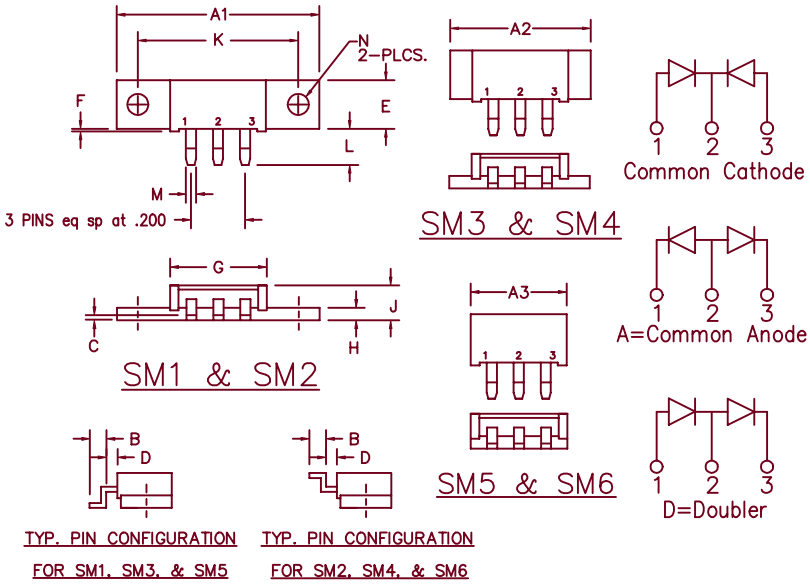 A1
K
N
2-PLCS.
F
E
1 2 3
L
M
3 PINS eq sp at .200
G
J
C
H
SM1 & SM2
A2
1 2 3
SM3 & SM4
A3
1 2 3
SM5 & SM6
1 2 3
Common Cathode
1 2 3
A=Common Anode
1 2 3
D=Doubler
B
D
TYP. PIN CONFIGURATION
FOR SM1, SM3, & SM5
B
D
TYP. PIN CONFIGURATION
FOR SM2, SM4, & SM6